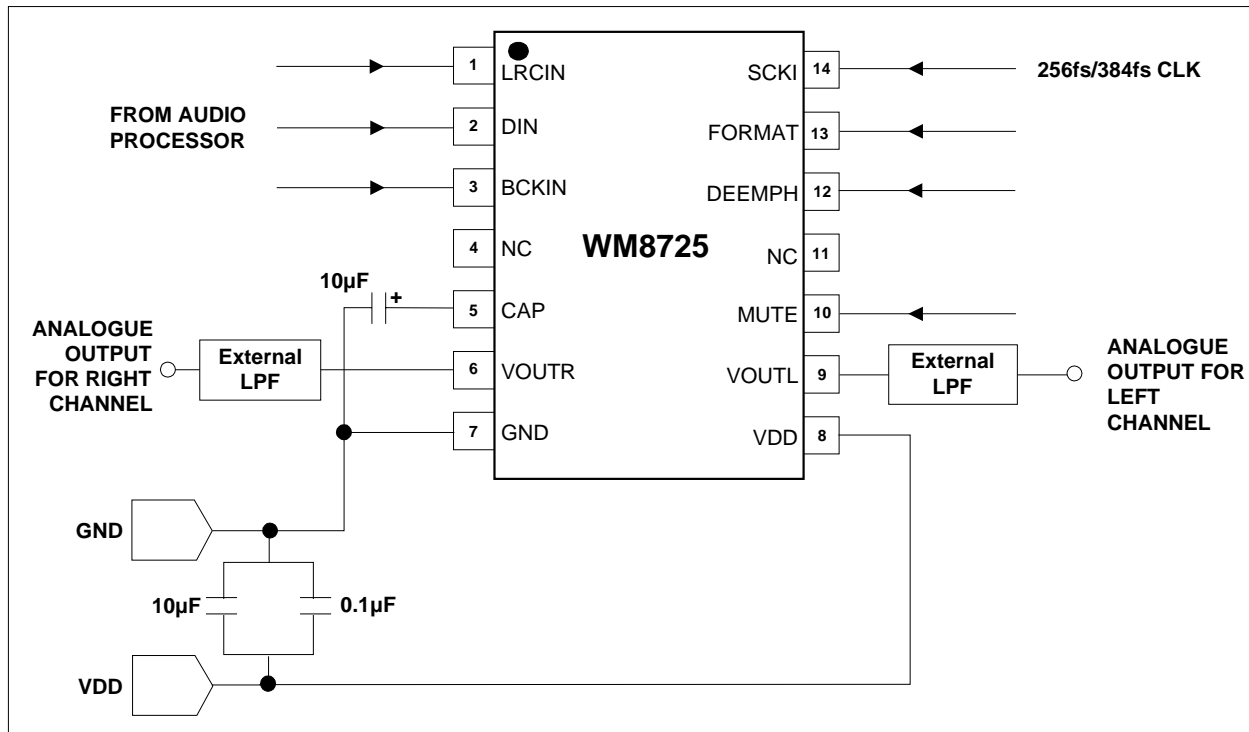 1
LRCIN
SCKI
14
256fs/384fs CLK
FROM AUDIO
PROCESSOR
2
DIN
FORMAT
13
3
BCKIN
DEEMPH
12
4
NC
WM8725
NC
11
10µF
+
5
CAP
MUTE
10
ANALOGUE
OUTPUT
FOR RIGHT
CHANNEL
External
LPF
6
VOUTR
VOUTL
9
External
LPF
ANALOGUE
OUTPUT FOR
LEFT
CHANNEL
7
GND
VDD
8
GND
10µF
0.1µF
VDD